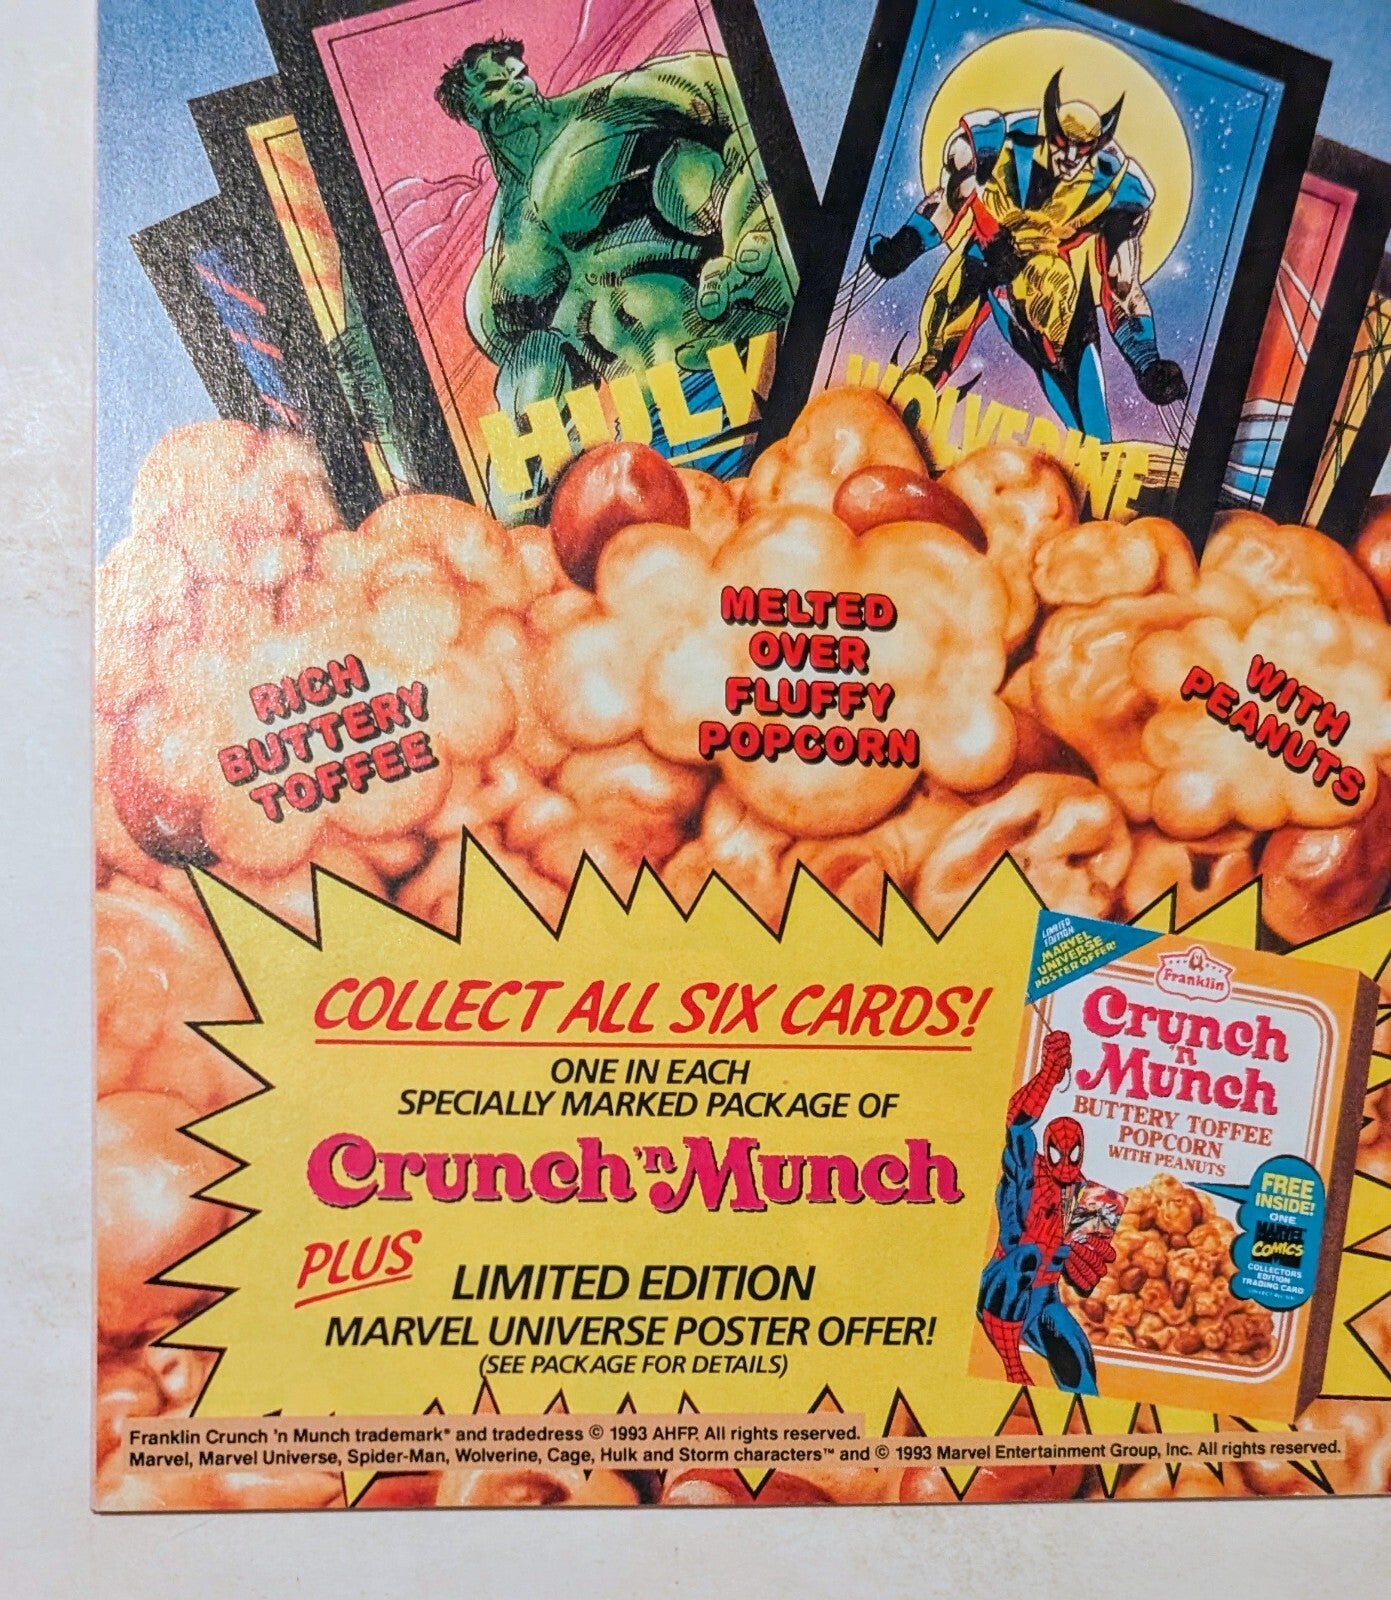 HULK
WOLVERINE
RICH
BUTTERY
TOFFEE
MELTED
OVER
FLUFFY
POPCORN
WITH
PEANUTS
COLLECT ALL SIX CARDS!
ONE IN EACH
SPECIALLY MARKED PACKAGE OF
Crunch 'n Munch
PLUS
LIMITED EDITION
MARVEL UNIVERSE POSTER OFFER!
(SEE PACKAGE FOR DETAILS)
LIMITED
EDITION
MARVEL
UNIVERSE
POSTER OFFER!
Franklin
Crunch
'n
Munch
BUTTERY TOFFEE
POPCORN
WITH PEANUTS
FREE
INSIDE!
ONE
MARVEL
COMICS
COLLECTORS
EDITION
TRADING CARD
Franklin Crunch 'n Munch trademark® and tradedress © 1993 AHFP. All rights reserved.
Marvel, Marvel Universe, Spider-Man, Wolverine, Cage, Hulk and Storm characters™ and © 1993 Marvel Entertainment Group, Inc. All rights reserved.